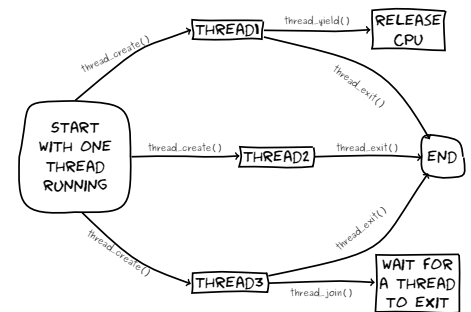 thread_create()
THREAD1
thread_yield()
RELEASE
CPU
thread_exit()
START
WITH ONE
THREAD
RUNNING
thread_create()
THREAD2
thread_exit()
END
thread_create()
THREAD3
thread_exit()
thread_join()
WAIT FOR
A THREAD
TO EXIT